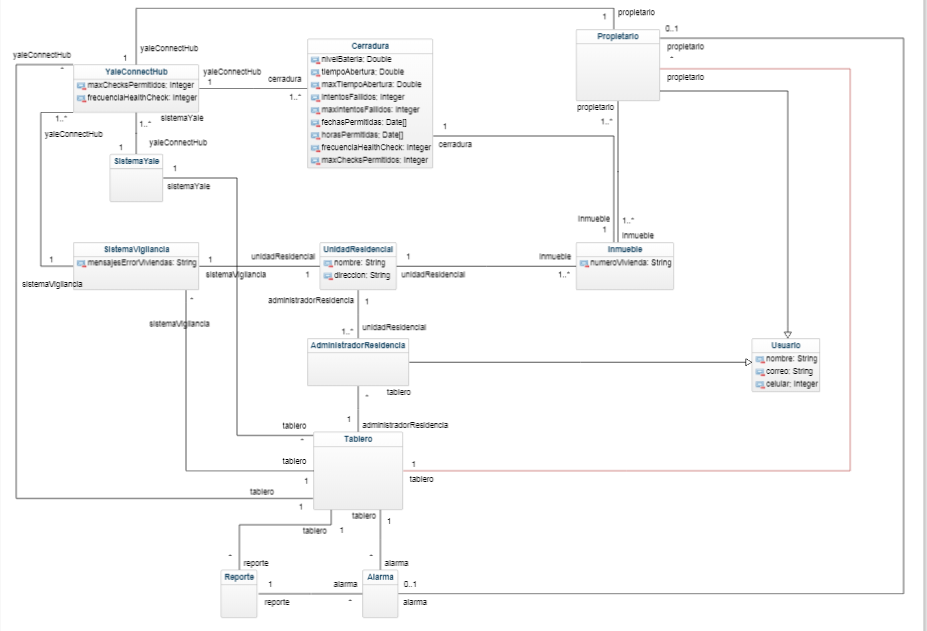 1
propietario
Propietario
0..1
propietario
*
propietario
propietario
1..*
yaleConnectHub
*
1
yaleConnectHub
YaleConnectHub
maxChecksPermitidos: Integer
frecuenciaHealthCheck: Integer
yaleConnectHub
1
cerradura
1..*
Cerradura
nivelBateria: Double
tiempoAbertura: Double
maxTiempoAbertura: Double
intentosFallidos: Integer
maxIntentosFallidos: Integer
fechasPermitidas: Date[]
horasPermitidas: Date[]
frecuenciaHealthCheck: Integer
maxChecksPermitidos: Integer
1
cerradura
1..*
yaleConnectHub
sistemaYale
1..*
yaleConnectHub
1
SistemaYale
1
sistemaYale
SistemaVigilancia
mensajesErrorViviendas: String
1
sistemaVigilancia
1
sistemaVigilancia
unidadResidencial
1
UnidadResidencial
nombre: String
direccion: String
1
unidadResidencial
inmueble
1..*
inmueble
1
1..*
inmueble
Inmueble
numeroVivienda: String
*
sistemaVigilancia
administradorResidencia
1
1..*
unidadResidencial
AdministradorResidencia
Usuario
nombre: String
correo: String
celular: Integer
tablero
*
1
administradorResidencia
tablero
*
Tablero
tablero
1
1
tablero
tablero
1
tablero
1
tablero
1
*
reporte
*
alarma
Reporte
1
reporte
alarma
*
Alarma
0..1
alarma